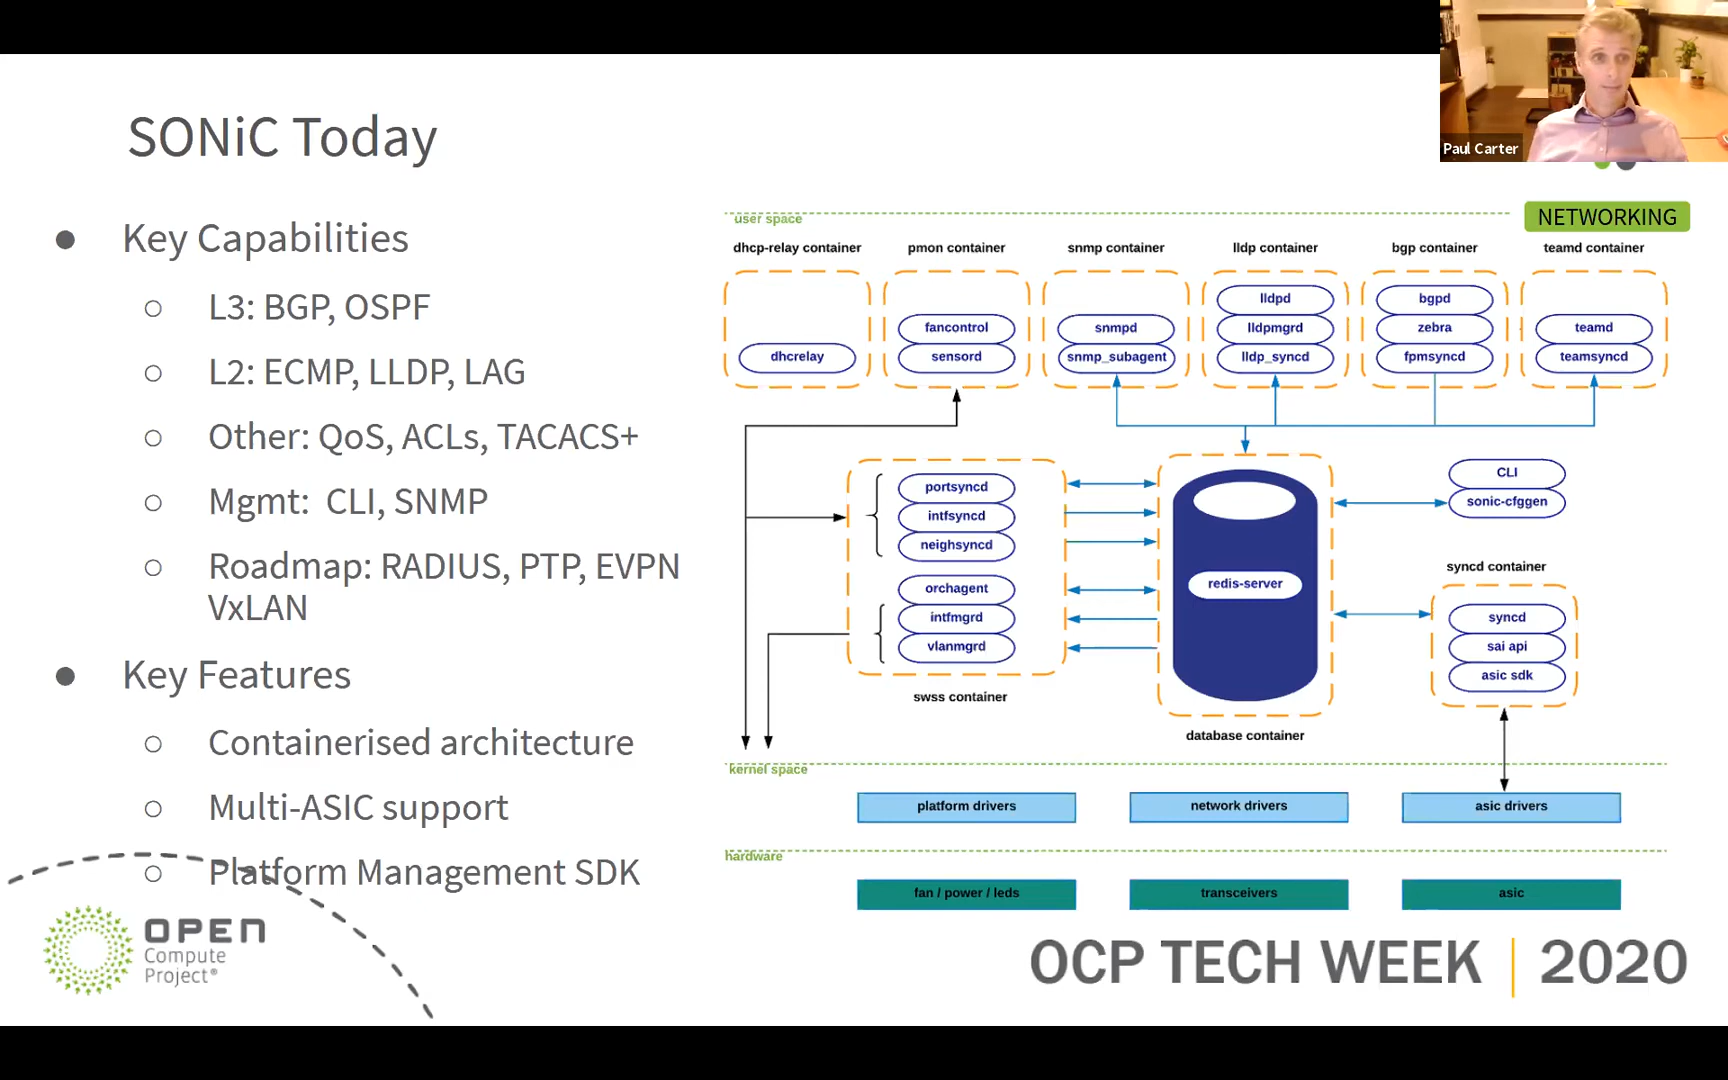 Paul Carter
SONiC Today
● Key Capabilities
○ L3: BGP, OSPF
○ L2: ECMP, LLDP, LAG
○ Other: QoS, ACLs, TACACS+
○ Mgmt: CLI, SNMP
○ Roadmap: RADIUS, PTP, EVPN
VxLAN
● Key Features
○ Containerised architecture
○ Multi-ASIC support
○ Platform Management SDK
NETWORKING
user space
dhcp-relay container
dhcrelay
pmon container
fancontrol
sensord
snmp container
snmpd
snmp_subagent
lldp container
lldpd
lldpmgrd
lldp_syncd
bgp container
bgpd
zebra
fpmsyncd
teamd container
teamd
teamsyncd
portsyncd
intfsyncd
neighsyncd
orchagent
intfmgrd
vlanmgrd
swss container
redis-server
database container
CLI
sonic-cfggen
syncd container
syncd
sai api
asic sdk
kernel space
platform drivers
network drivers
asic drivers
hardware
fan / power / leds
transceivers
asic
OPEN
Compute
Project®
OCP TECH WEEK | 2020